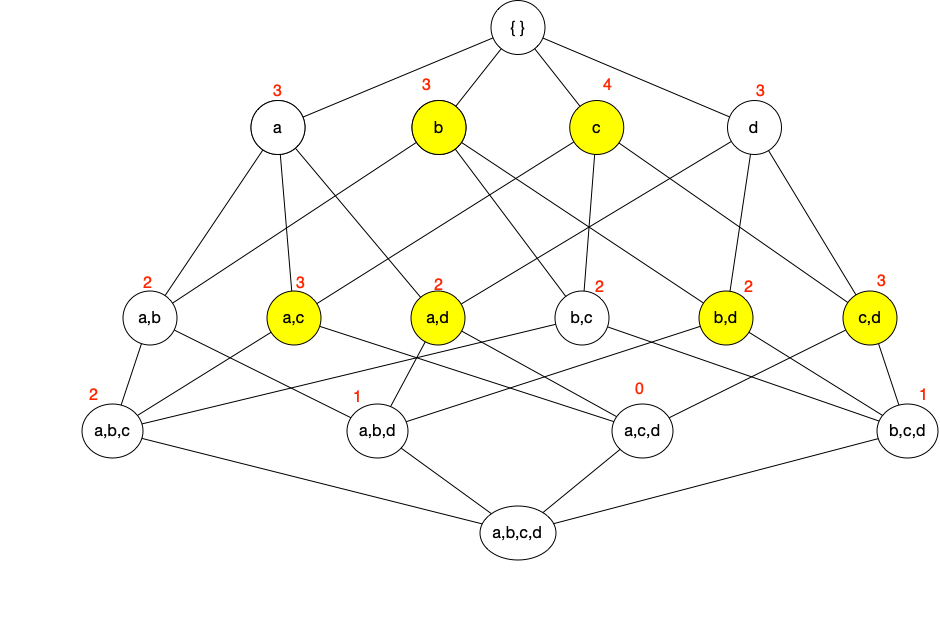 { }
3 3 4 3
a b c d
2 3 2 2 2 3
a,b a,c a,d b,c b,d c,d
2 1 0 1
a,b,c a,b,d a,c,d b,c,d
a,b,c,d